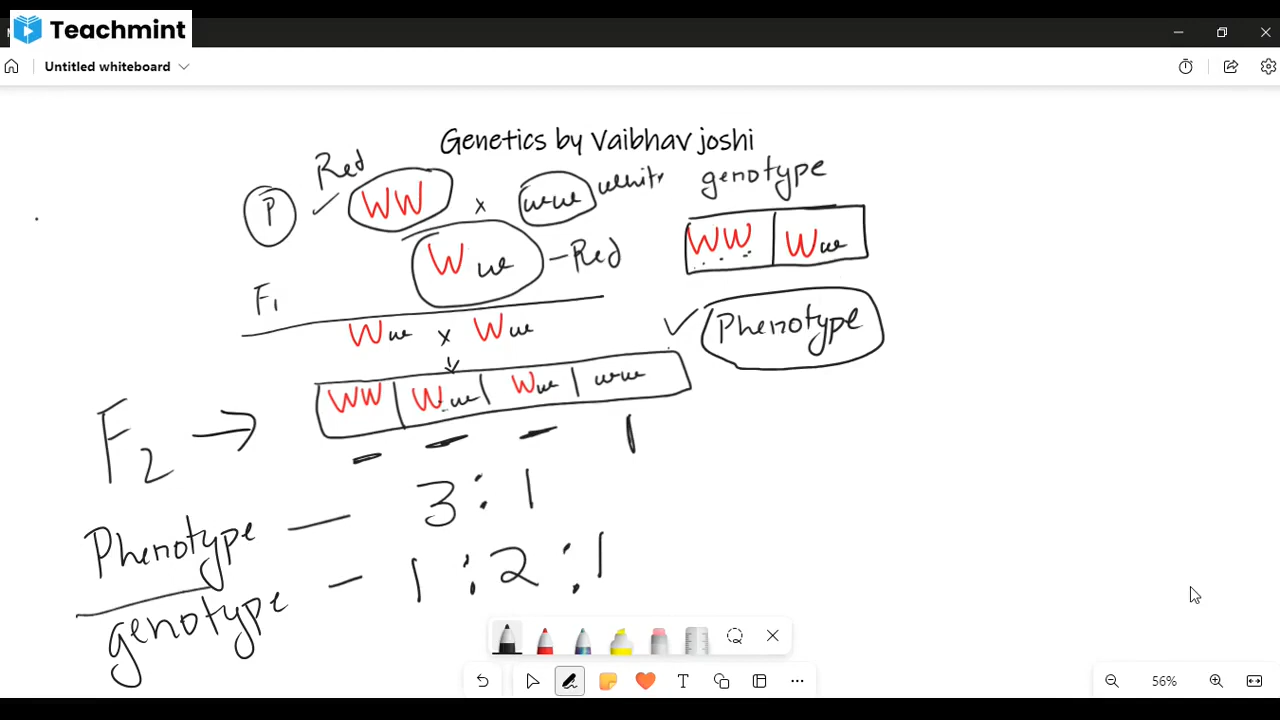 Teachmint
Untitled whiteboard
Genetics by Vaibhav joshi
P Red WW x ww white
genotype
WW Ww
Ww - Red
F1
Phenotype
Ww x Ww
WW Ww Ww ww
F2 →
Phenotype - 3:1
genotype - 1:2:1
56%